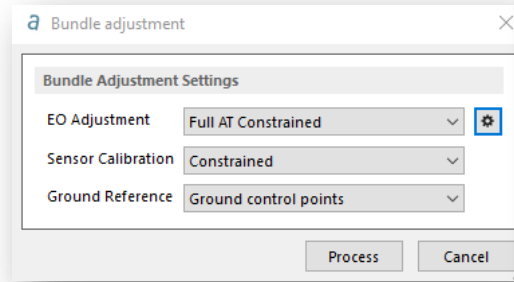 a Bundle adjustment
Bundle Adjustment Settings
EO Adjustment Full AT Constrained
Sensor Calibration Constrained
Ground Reference Ground control points
Process Cancel